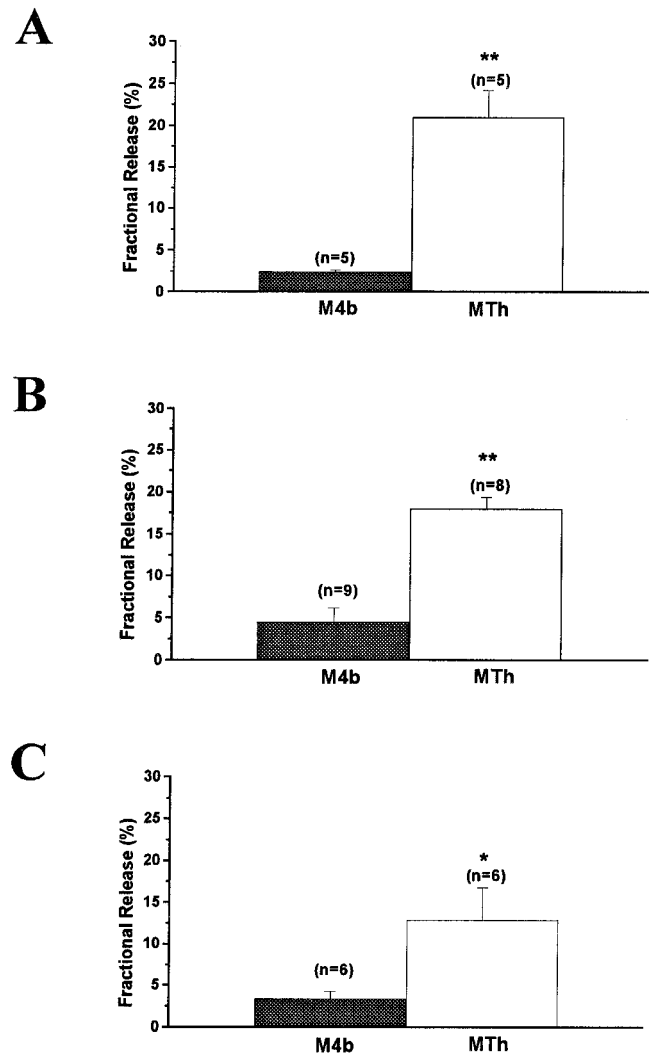 A
Fractional Release (%)
30
25
20
15
10
5
0
**
(n=5)
(n=5)
M4b
MTh
B
Fractional Release (%)
30
25
20
15
10
5
0
**
(n=8)
(n=9)
M4b
MTh
C
Fractional Release (%)
30
25
20
15
10
5
0
*
(n=6)
(n=6)
M4b
MTh